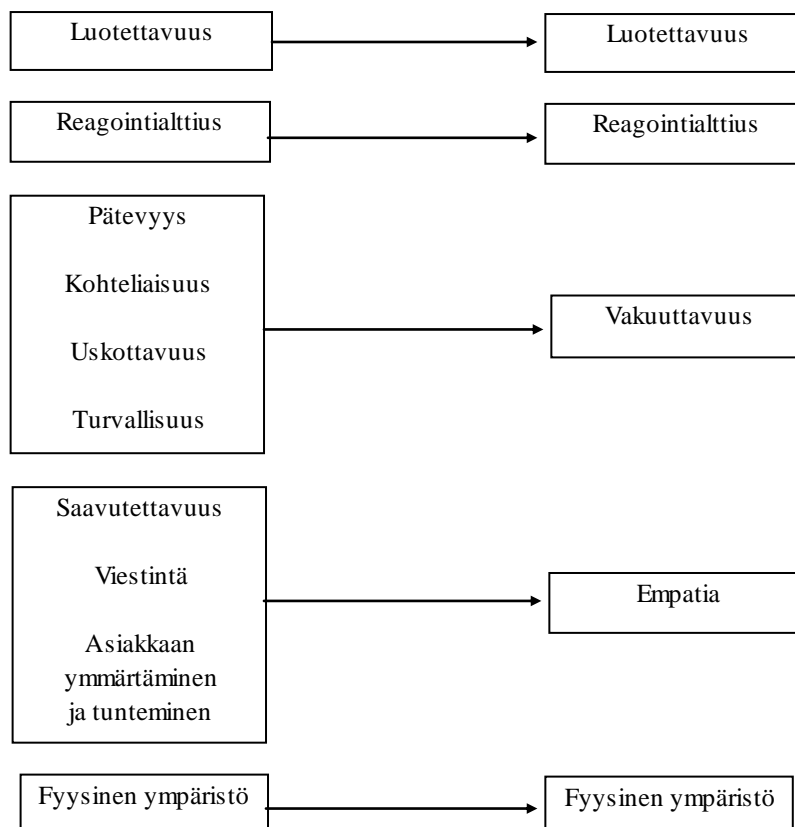 Luotettavuus
Luotettavuus
Reagointialttius
Reagointialttius
Pätevyys
Kohteliaisuus
Uskottavuus
Turvallisuus
Vakuuttavuus
Saavutettavuus
Viestintä
Asiakkaan
ymmärtäminen
ja tunteminen
Empatia
Fyysinen ympäristö
Fyysinen ympäristö